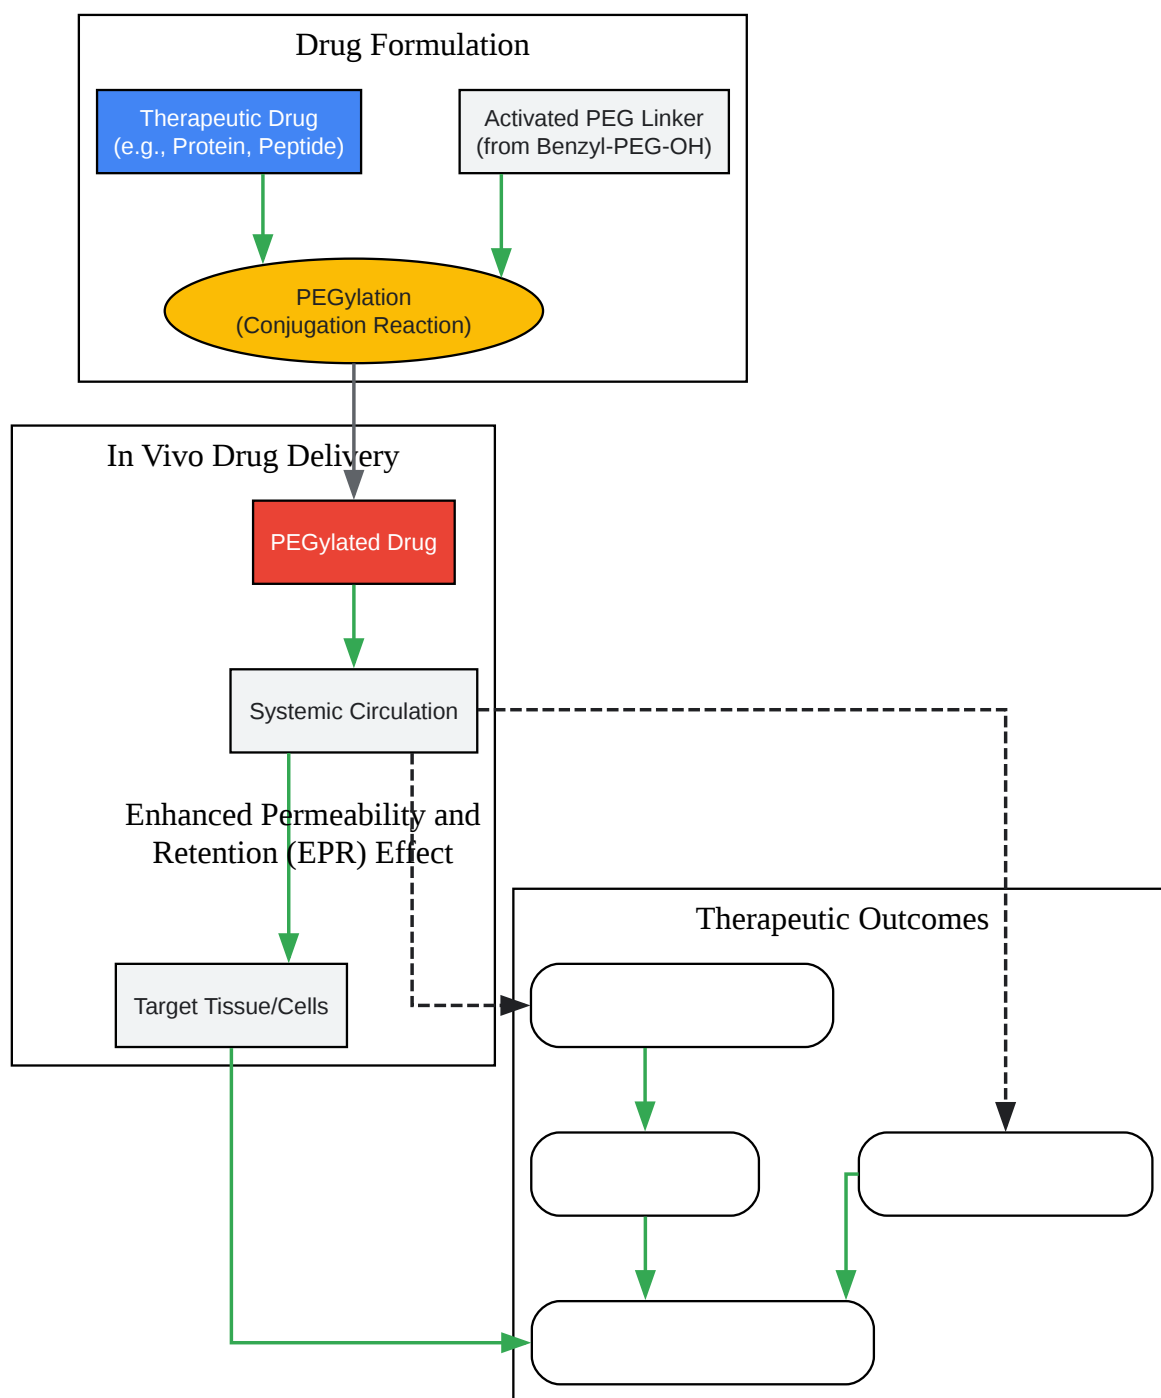 Drug Formulation
Therapeutic Drug
(e.g., Protein, Peptide)
Activated PEG Linker
(from Benzyl-PEG-OH)
PEGylation
(Conjugation Reaction)
In Vivo Drug Delivery
PEGylated Drug
Systemic Circulation
Enhanced Permeability and
Retention (EPR) Effect
Therapeutic Outcomes
Target Tissue/Cells